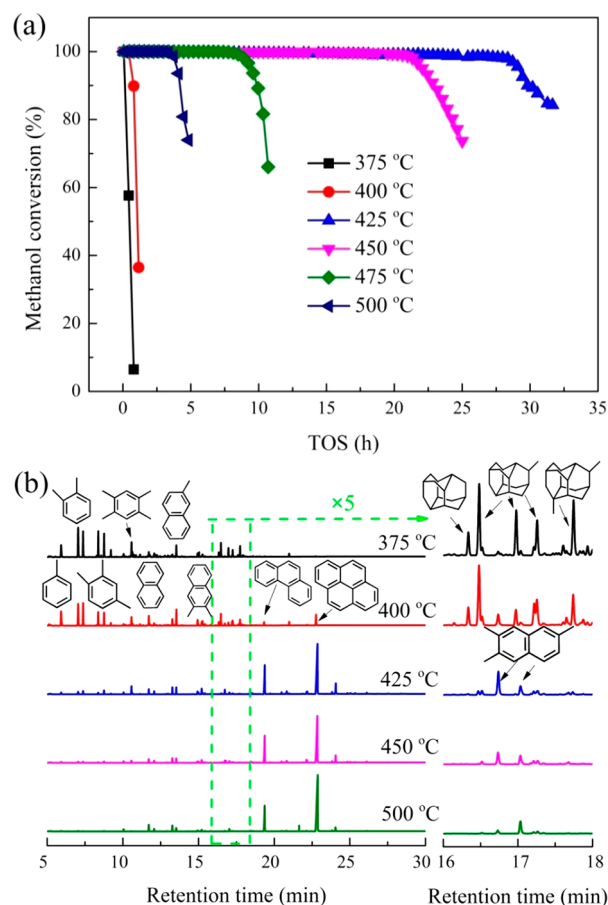 (a)
100
80
60
40
20
0
Methanol conversion (%)
375 °C
400 °C
425 °C
450 °C
475 °C
500 °C
0 5 10 15 20 25 30 35
TOS (h)
(b)
×5
375 °C
400 °C
425 °C
450 °C
500 °C
5 10 15 20 25 30
16 17 18
Retention time (min)
Retention time (min)